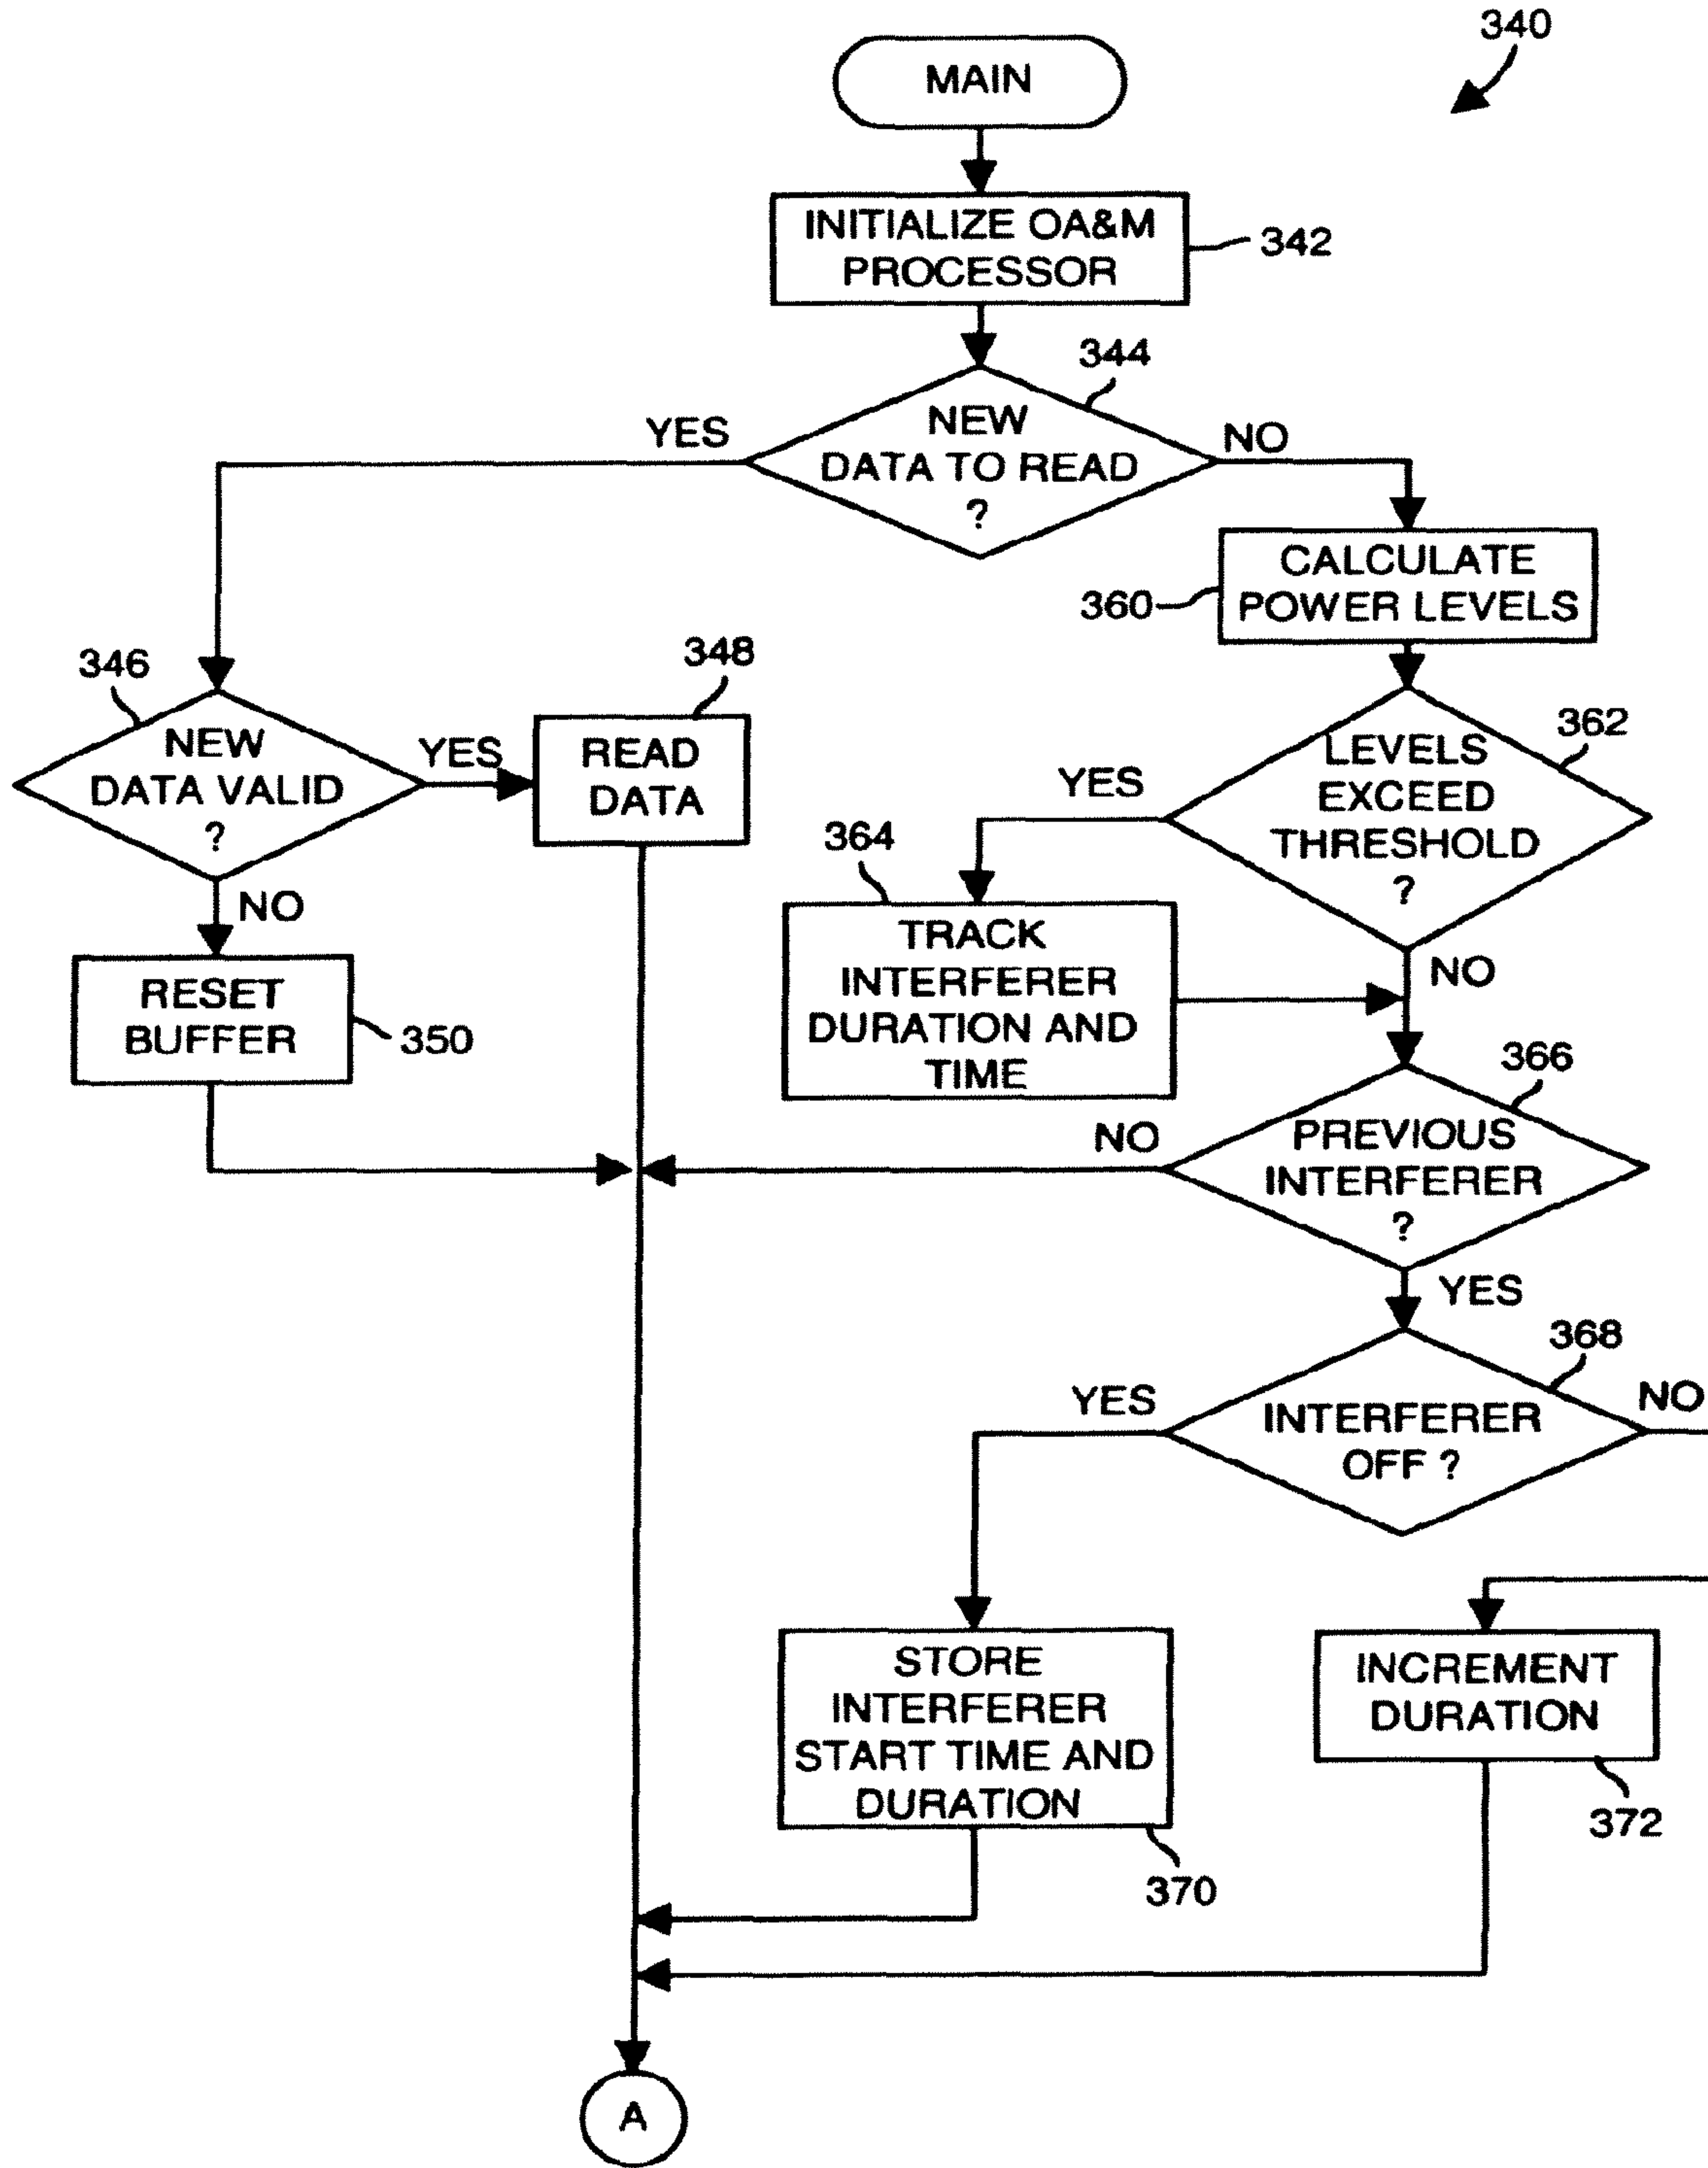 340
MAIN
INITIALIZE OA&M
PROCESSOR
342
344
NEW
DATA TO READ
?
YES
NO
CALCULATE
POWER LEVELS
360
346
NEW
DATA VALID
?
YES
348
READ
DATA
NO
RESET
BUFFER
350
362
LEVELS
EXCEED
THRESHOLD
?
YES
NO
364
TRACK
INTERFERER
DURATION AND
TIME
366
PREVIOUS
INTERFERER
?
NO
YES
368
INTERFERER
OFF ?
YES
NO
STORE
INTERFERER
START TIME AND
DURATION
370
INCREMENT
DURATION
372
A